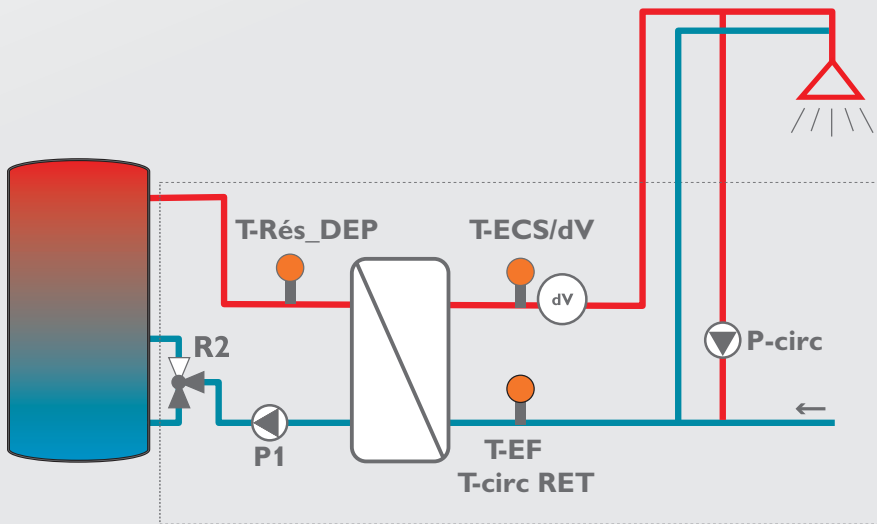 T-Rés_DEP
T-ECS/dV
dV
R2
P-circ
P1
T-EF
T-circ RET